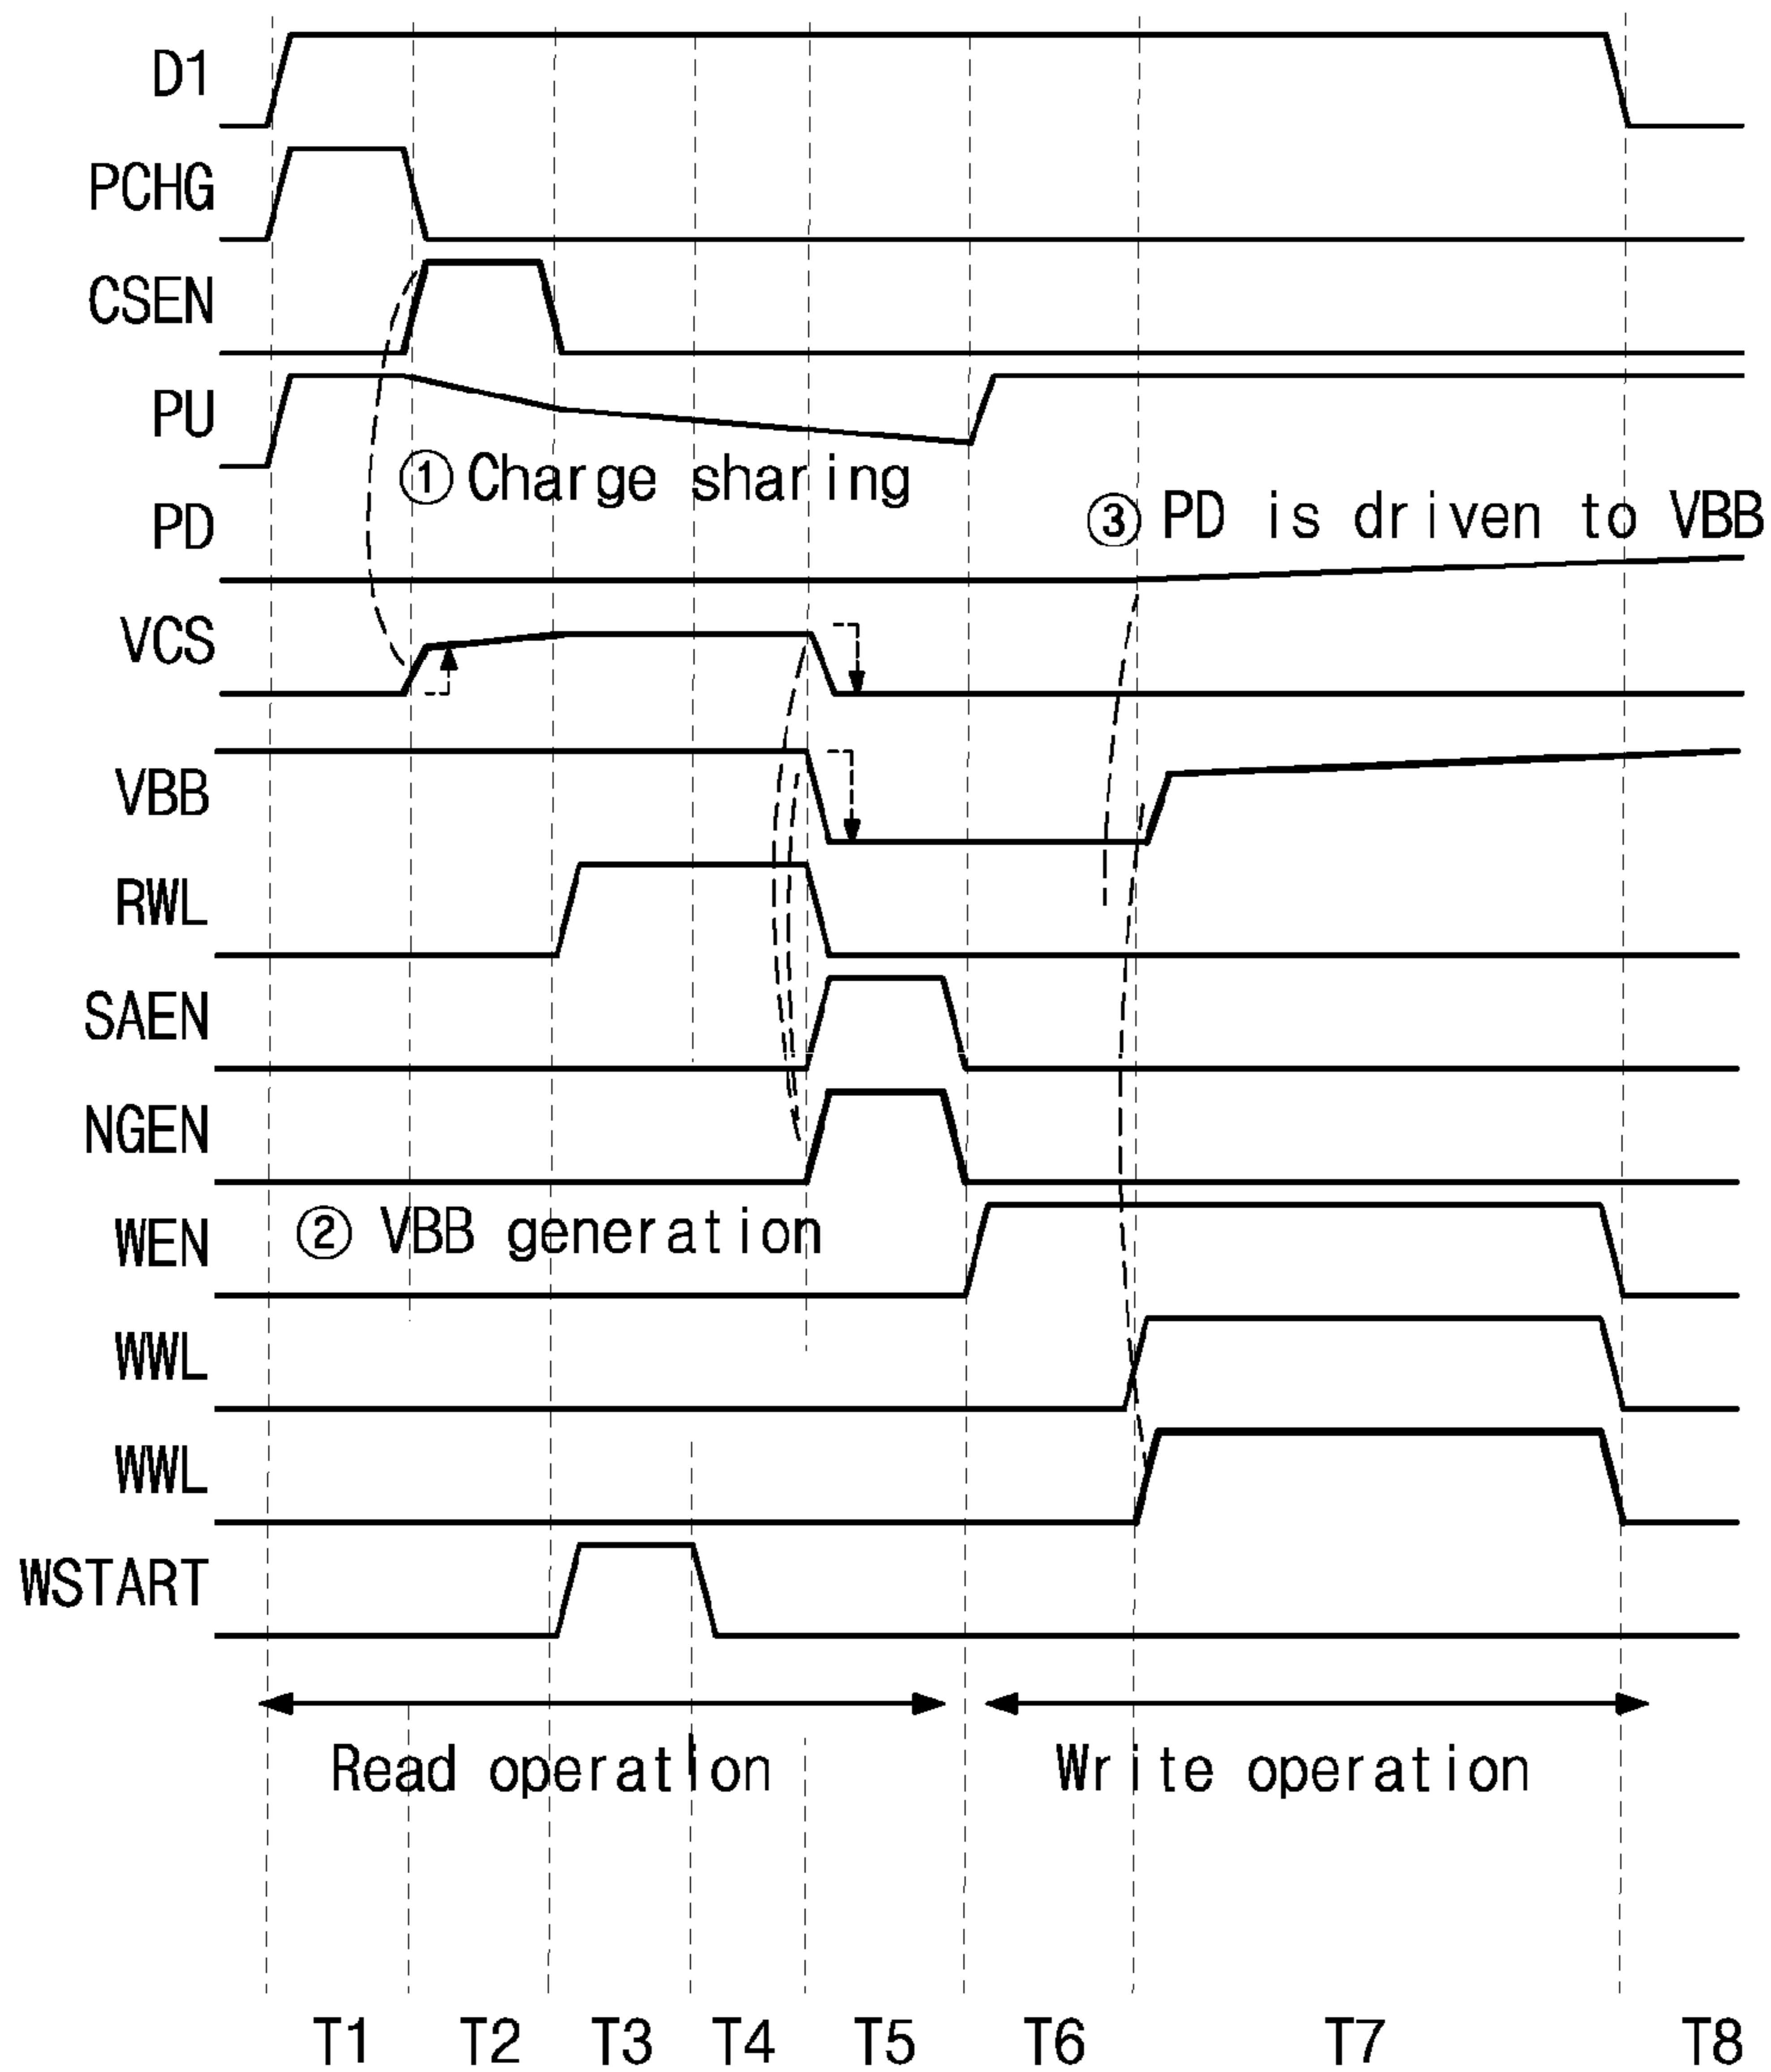 D1
PCHG
CSEN
PU
① Charge sharing
PD
③ PD is driven to VBB
VCS
VBB
RWL
SAEN
NGEN
WEN
② VBB generation
WWL
WWL
WSTART
Read operation Write operation
T1 T2 T3 T4 T5 T6 T7 T8